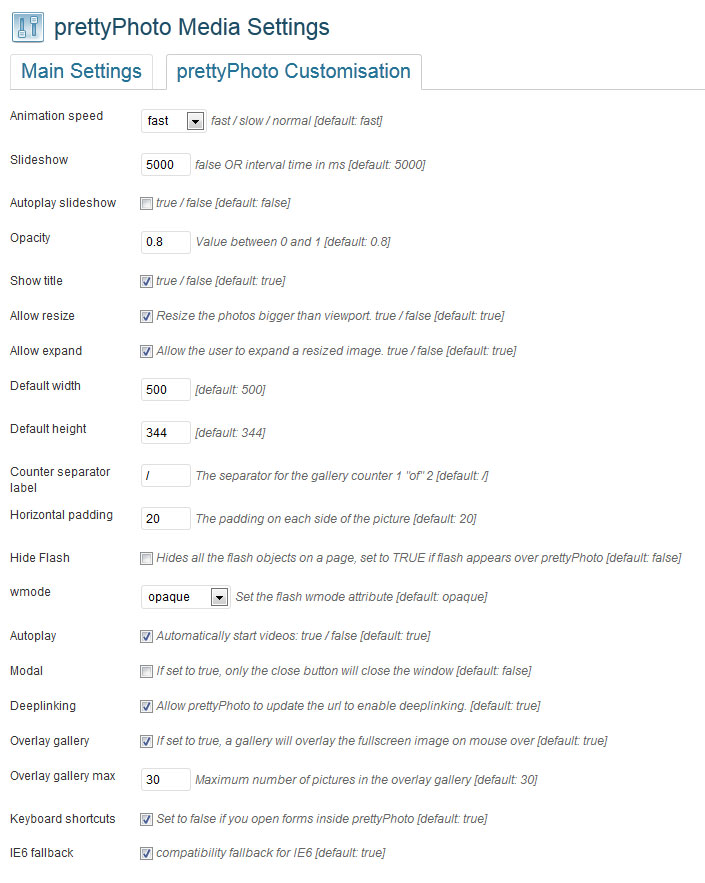 prettyPhoto Media Settings
Main Settings prettyPhoto Customisation
Animation speed fast fast / slow / normal [default: fast]
Slideshow 5000 false OR interval time in ms [default: 5000]
Autoplay slideshow true / false [default: false]
Opacity 0.8 Value between 0 and 1 [default: 0.8]
Show title true / false [default: true]
Allow resize Resize the photos bigger than viewport. true / false [default: true]
Allow expand Allow the user to expand a resized image. true / false [default: true]
Default width 500 [default: 500]
Default height 344 [default: 344]
Counter separator
label / The separator for the gallery counter 1 "of" 2 [default: /]
Horizontal padding 20 The padding on each side of the picture [default: 20]
Hide Flash Hides all the flash objects on a page, set to TRUE if flash appears over prettyPhoto [default: false]
wmode opaque Set the flash wmode attribute [default: opaque]
Autoplay Automatically start videos: true / false [default: true]
Modal If set to true, only the close button will close the window [default: false]
Deeplinking Allow prettyPhoto to update the url to enable deeplinking. [default: true]
Overlay gallery If set to true, a gallery will overlay the fullscreen image on mouse over [default: true]
Overlay gallery max 30 Maximum number of pictures in the overlay gallery [default: 30]
Keyboard shortcuts Set to false if you open forms inside prettyPhoto [default: true]
IE6 fallback compatibility fallback for IE6 [default: true]